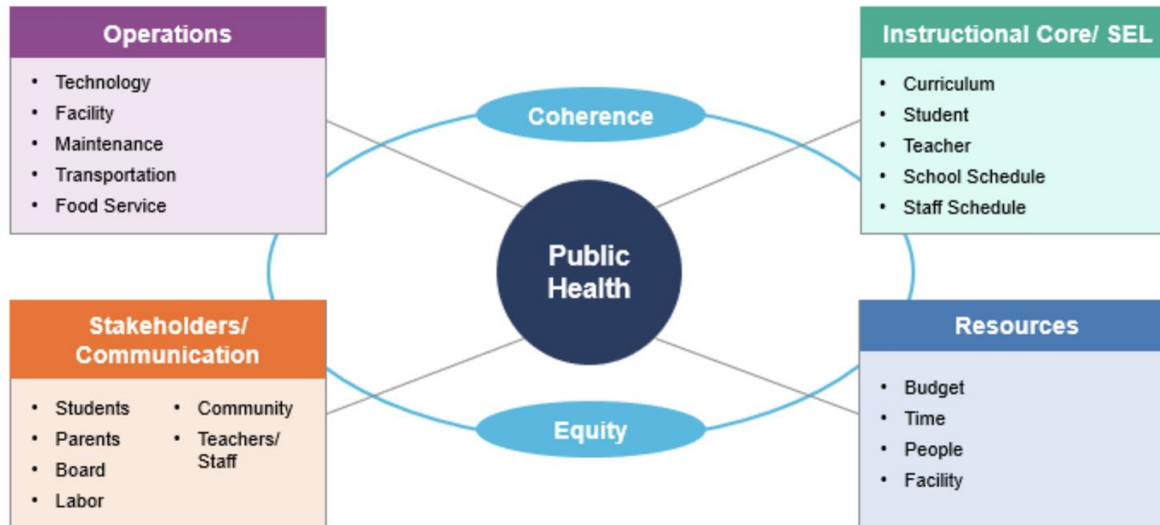 Operations
• Technology
• Facility
• Maintenance
• Transportation
• Food Service
Coherence
Instructional Core/ SEL
• Curriculum
• Student
• Teacher
• School Schedule
• Staff Schedule
Public
Health
Stakeholders/
Communication
• Students
• Parents
• Board
• Labor
• Community
• Teachers/
Staff
Equity
Resources
• Budget
• Time
• People
• Facility